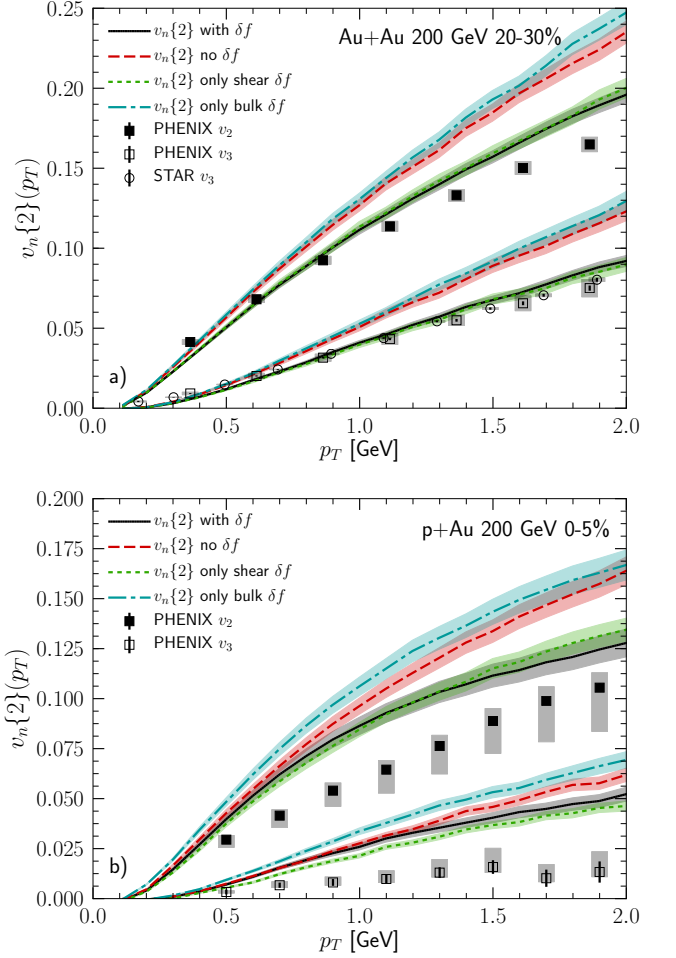 v_n{2} with δf
v_n{2} no δf
v_n{2} only shear δf
v_n{2} only bulk δf
PHENIX v_2
PHENIX v_3
STAR v_3
Au+Au 200 GeV 20-30%
a)
v_n{2}(p_T)
0.25
0.20
0.15
0.10
0.05
0.00
0.0 0.5 1.0 1.5 2.0
p_T [GeV]
v_n{2} with δf
v_n{2} no δf
v_n{2} only shear δf
v_n{2} only bulk δf
PHENIX v_2
PHENIX v_3
p+Au 200 GeV 0-5%
b)
v_n{2}(p_T)
0.200
0.175
0.150
0.125
0.100
0.075
0.050
0.025
0.000
0.0 0.5 1.0 1.5 2.0
p_T [GeV]